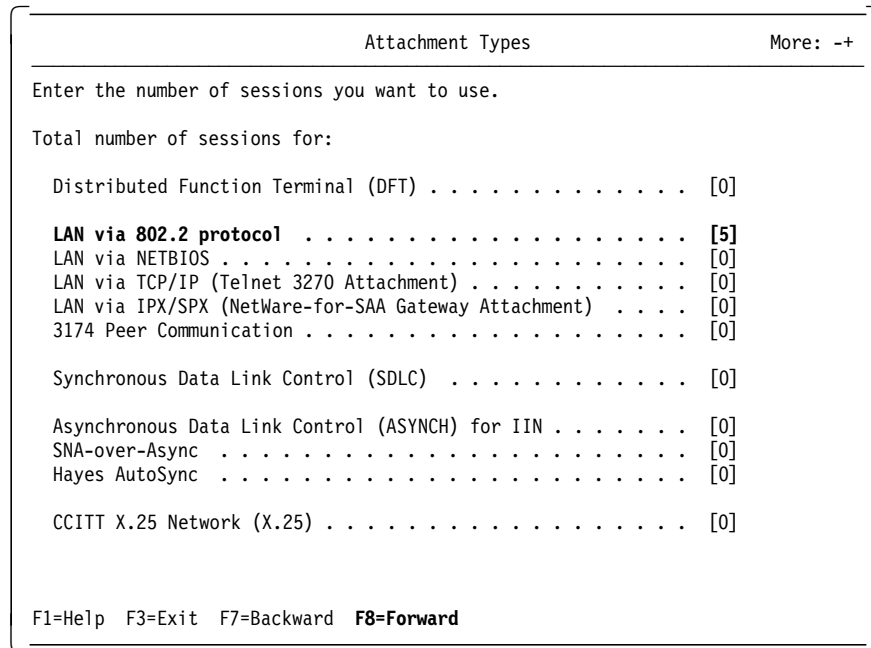 Attachment Types More: -+
Enter the number of sessions you want to use.
Total number of sessions for:
Distributed Function Terminal (DFT) . . . . . . . . . . . . . [0]
LAN via 802.2 protocol . . . . . . . . . . . . . . . . . . . [5]
LAN via NETBIOS . . . . . . . . . . . . . . . . . . . . . . . [0]
LAN via TCP/IP (Telnet 3270 Attachment) . . . . . . . . . . . [0]
LAN via IPX/SPX (NetWare-for-SAA Gateway Attachment) . . . . [0]
3174 Peer Communication . . . . . . . . . . . . . . . . . . . [0]
Synchronous Data Link Control (SDLC) . . . . . . . . . . . . [0]
Asynchronous Data Link Control (ASYNCH) for IIN . . . . . . . [0]
SNA-over-Async . . . . . . . . . . . . . . . . . . . . . . . [0]
Hayes AutoSync . . . . . . . . . . . . . . . . . . . . . . . [0]
CCITT X.25 Network (X.25) . . . . . . . . . . . . . . . . . . [0]
F1=Help F3=Exit F7=Backward F8=Forward